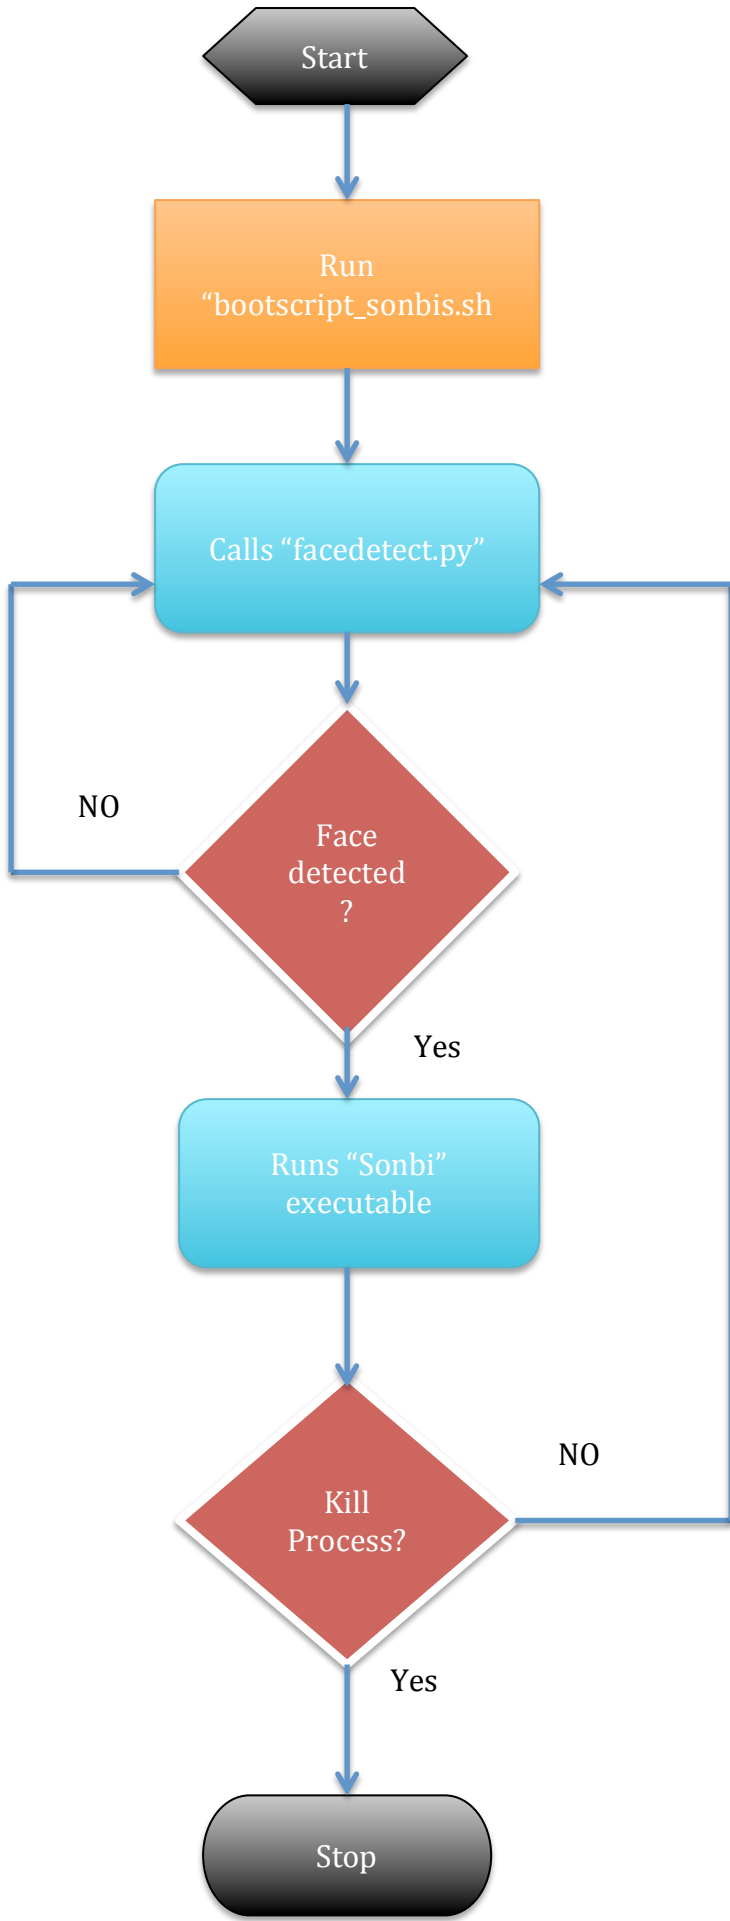 Start
Run
“bootscript_sonbis.sh
Calls “facedetect.py”
NO
Face
detected
?
Yes
Runs “Sonbi”
executable
NO
Kill
Process?
Yes
Stop